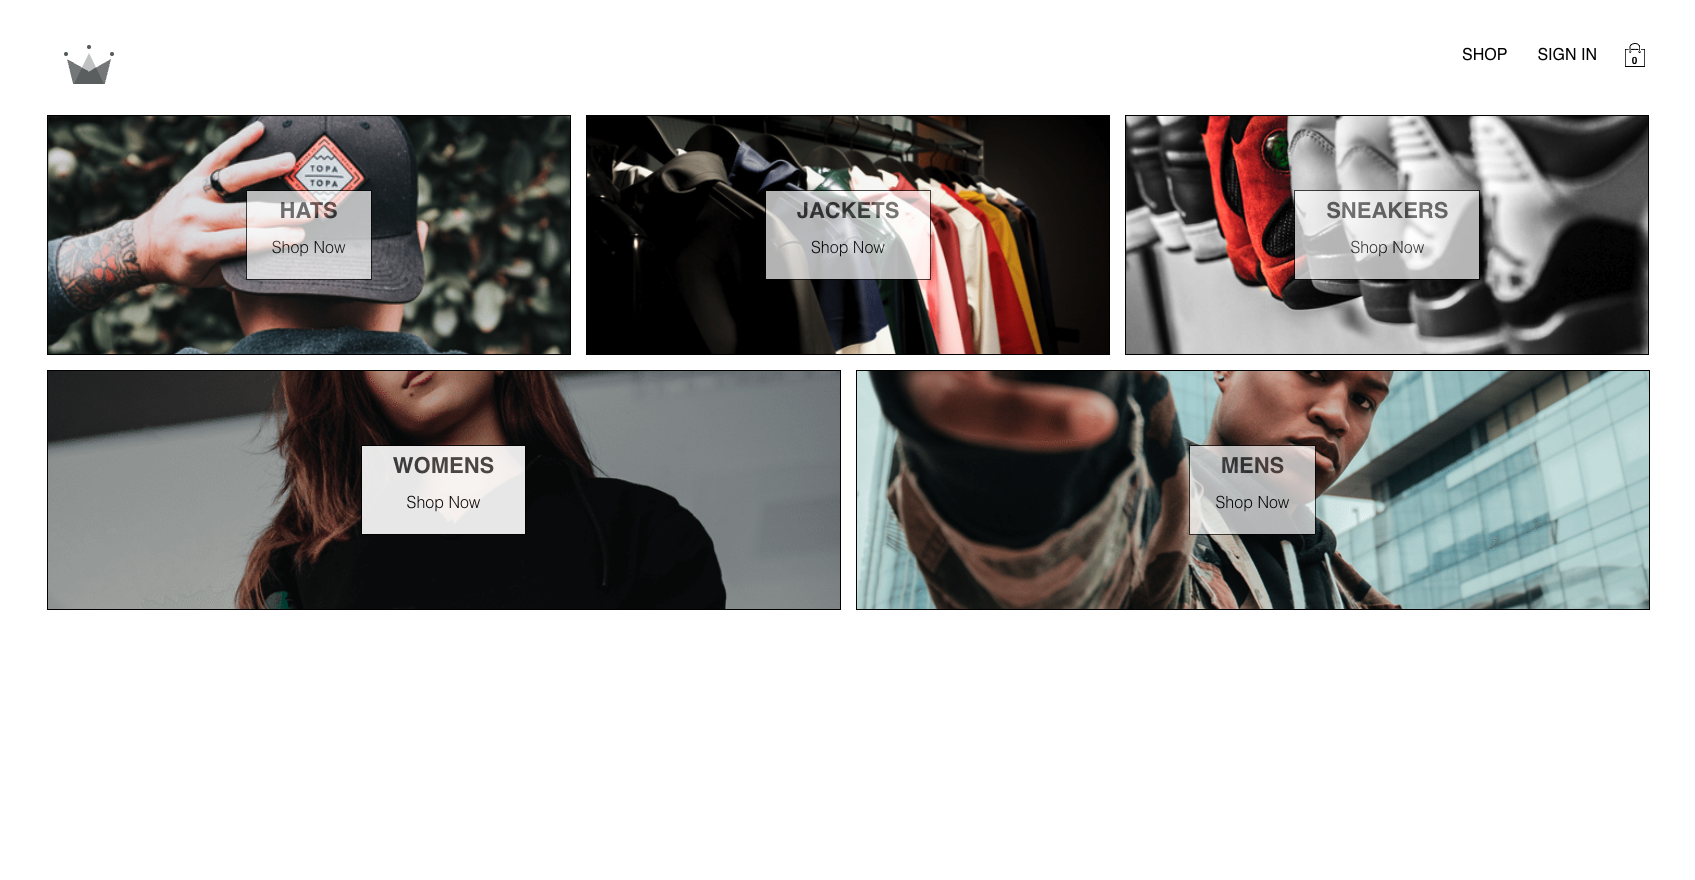 SHOP SIGN IN
0
TOPA
TOPA
HATS
Shop Now
JACKETS
Shop Now
SNEAKERS
Shop Now
WOMENS
Shop Now
MENS
Shop Now